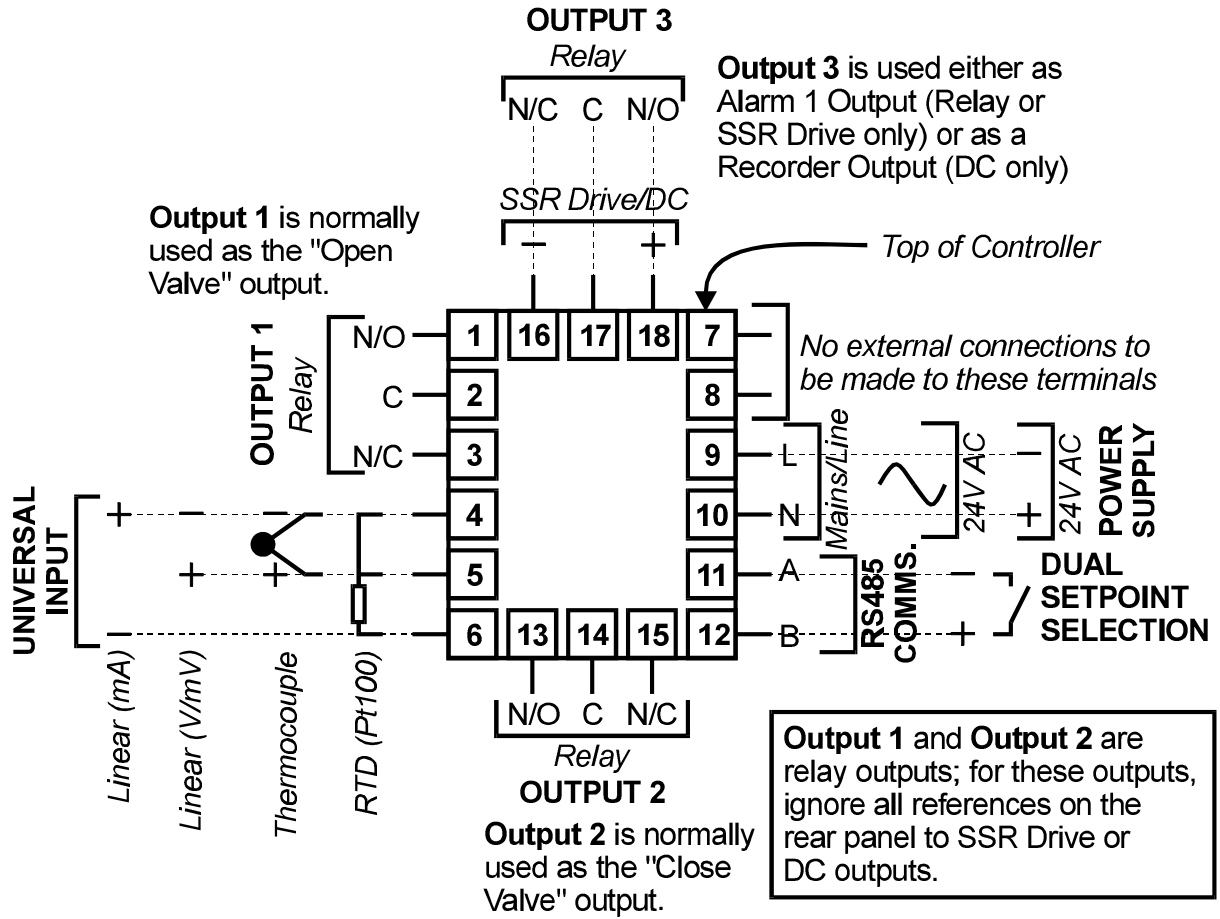 OUTPUT 3
Relay
N/C C N/O
Output 3 is used either as
Alarm 1 Output (Relay or
SSR Drive only) or as a
Recorder Output (DC only)
SSR Drive/DC
− +
Output 1 is normally
used as the "Open
Valve" output.
Top of Controller
OUTPUT 1
Relay
N/O
C
N/C
1 16 17 18 7
2 8
3 9
4 10
5 11
6 13 14 15 12
No external connections to
be made to these terminals
L
N
Mains/Line
24V AC
−
+
24V AC
POWER
SUPPLY
UNIVERSAL
INPUT
+ − −
+ +
−
Linear (mA)
Linear (V/mV)
Thermocouple
RTD (Pt100)
A
B
RS485
COMMS.
−
+
DUAL
SETPOINT
SELECTION
N/O C N/C
Relay
OUTPUT 2
Output 2 is normally
used as the "Close
Valve" output.
Output 1 and Output 2 are
relay outputs; for these outputs,
ignore all references on the
rear panel to SSR Drive or
DC outputs.